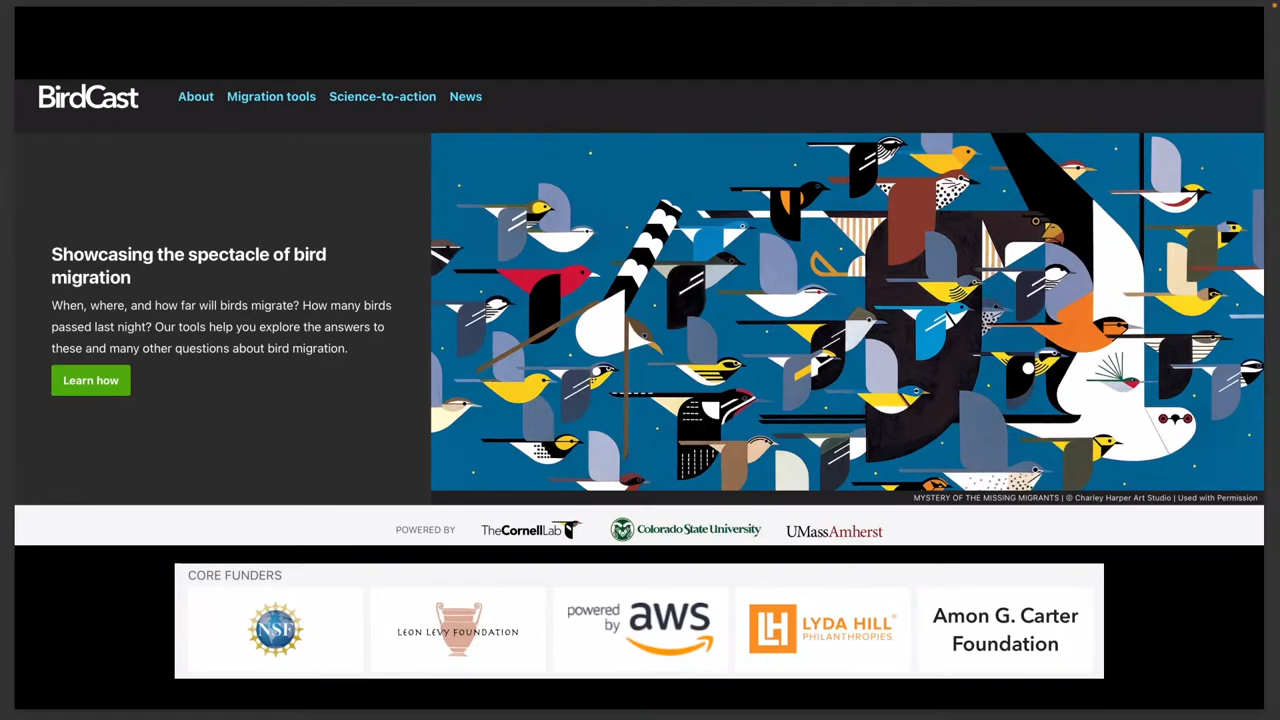 BirdCast
About Migration tools Science-to-action News
Showcasing the spectacle of bird
migration
When, where, and how far will birds migrate? How many birds
passed last night? Our tools help you explore the answers to
these and many other questions about bird migration.
Learn how
MYSTERY OF THE MISSING MIGRANTS | © Charley Harper Art Studio | Used with Permission
POWERED BY TheCornellLab Colorado State University UMassAmherst
CORE FUNDERS
NSF
LEON LEVY FOUNDATION
powered
by
aws
LH LYDA HILL®
PHILANTHROPIES
Amon G. Carter
Foundation